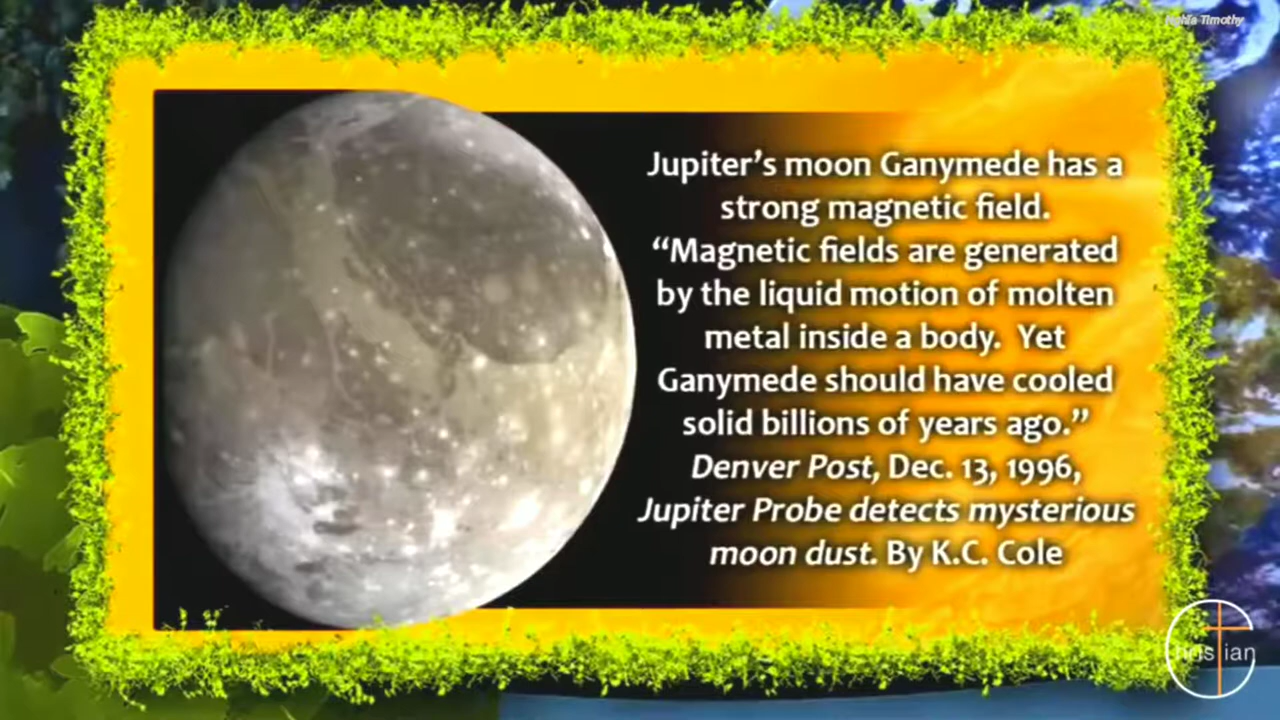 Timothy
Jupiter's moon Ganymede has a
strong magnetic field.
“Magnetic fields are generated
by the liquid motion of molten
metal inside a body.  Yet
Ganymede should have cooled
solid billions of years ago.”
Denver Post, Dec. 13, 1996,
Jupiter Probe detects mysterious
moon dust. By K.C. Cole
Christian